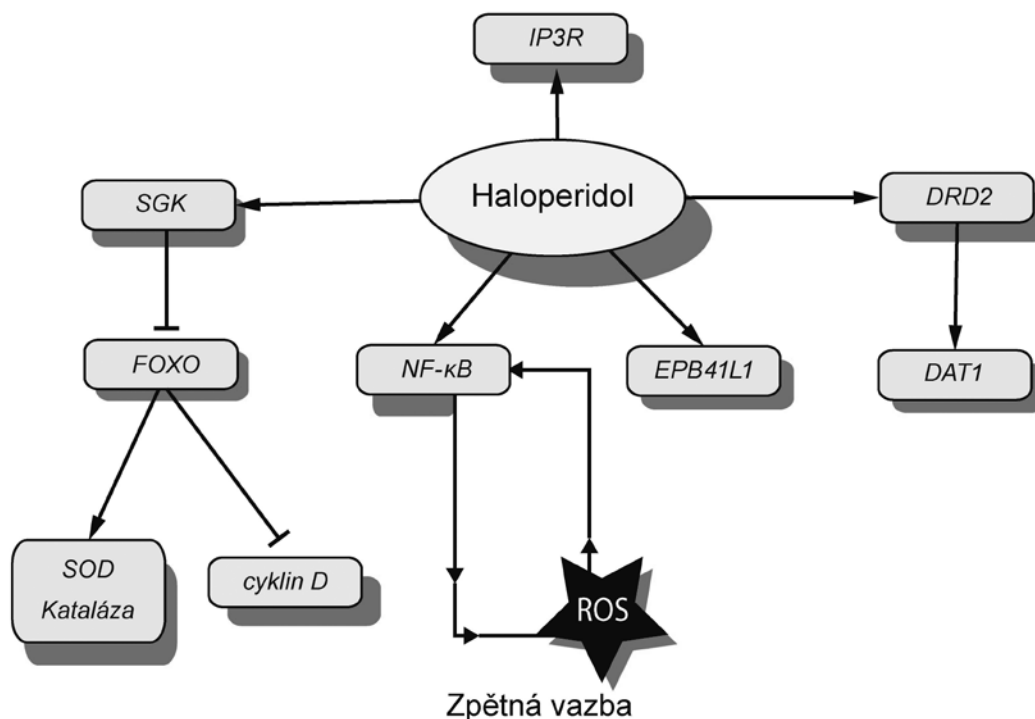 IP3R
Haloperidol
SGK
DRD2
FOXO
NF-κB
EPB41L1
DAT1
SOD
Kataláza
cyklin D
ROS
Zpětná vazba